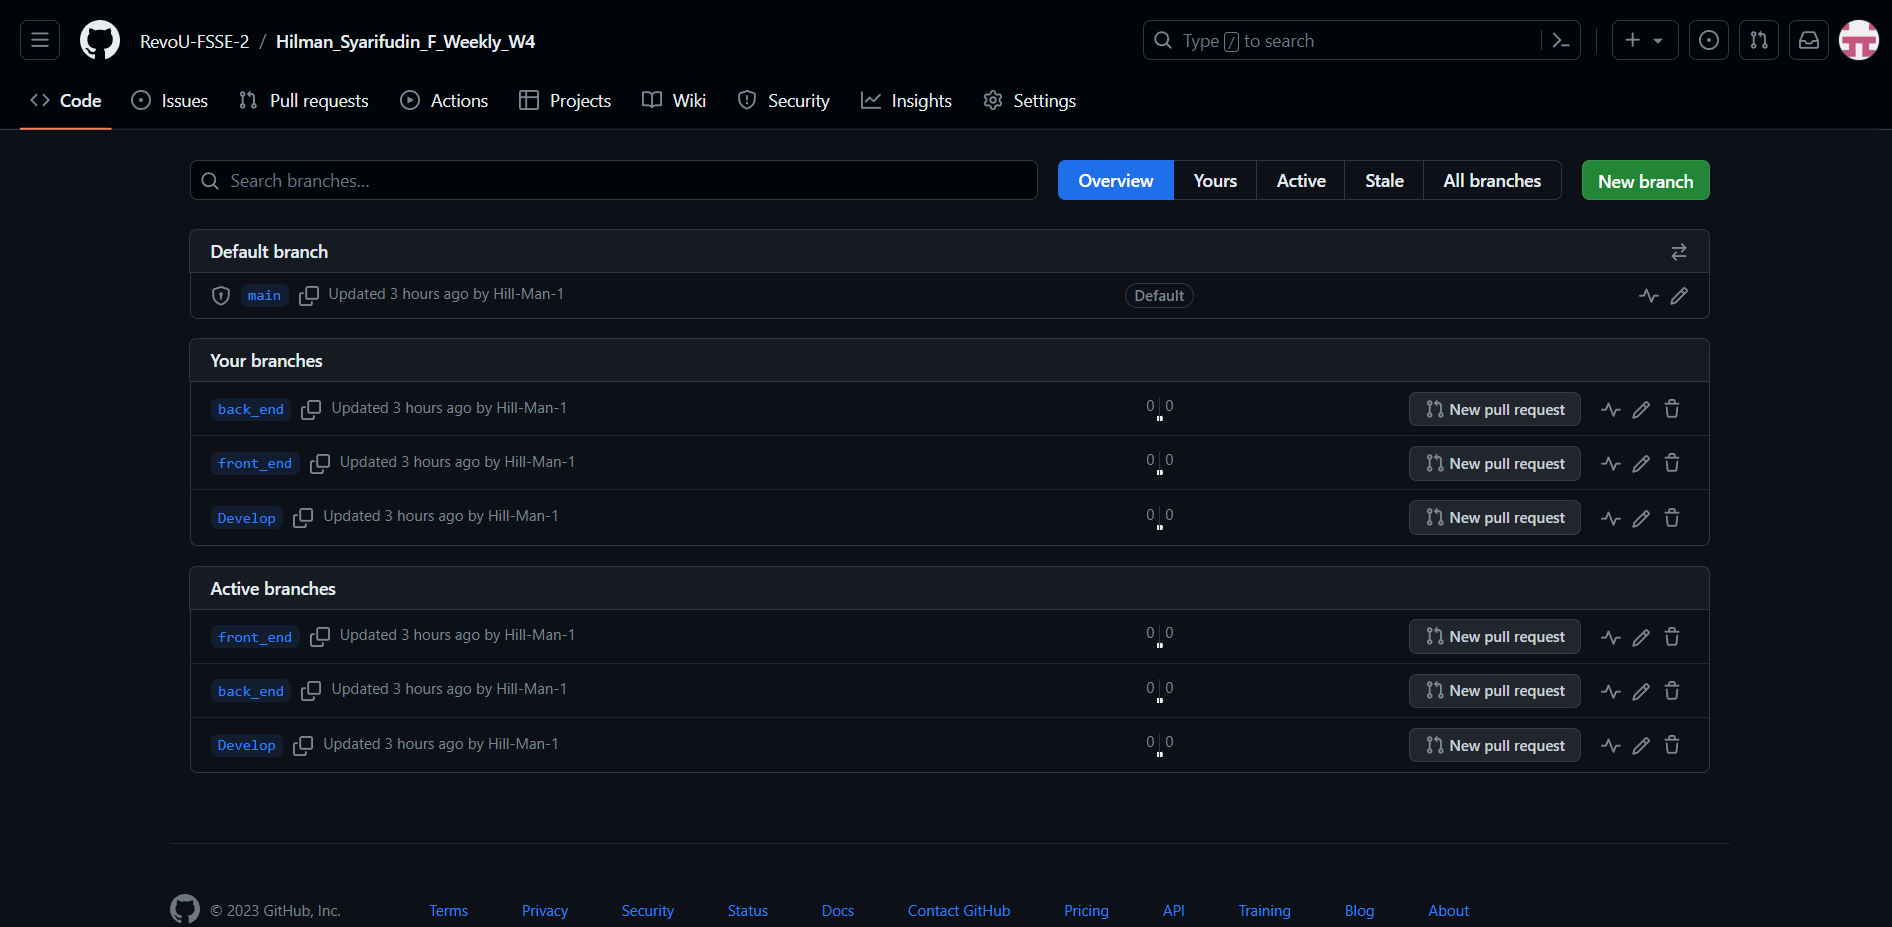 RevoU-FSSE-2 / Hilman_Syarifudin_F_Weekly_W4
Type / to search
Code Issues Pull requests Actions Projects Wiki Security Insights Settings
Search branches... Overview Yours Active Stale All branches New branch
Default branch
main Updated 3 hours ago by Hill-Man-1 Default
Your branches
back_end Updated 3 hours ago by Hill-Man-1 0 0 New pull request
front_end Updated 3 hours ago by Hill-Man-1 0 0 New pull request
Develop Updated 3 hours ago by Hill-Man-1 0 0 New pull request
Active branches
front_end Updated 3 hours ago by Hill-Man-1 0 0 New pull request
back_end Updated 3 hours ago by Hill-Man-1 0 0 New pull request
Develop Updated 3 hours ago by Hill-Man-1 0 0 New pull request
© 2023 GitHub, Inc. Terms Privacy Security Status Docs Contact GitHub Pricing API Training Blog About